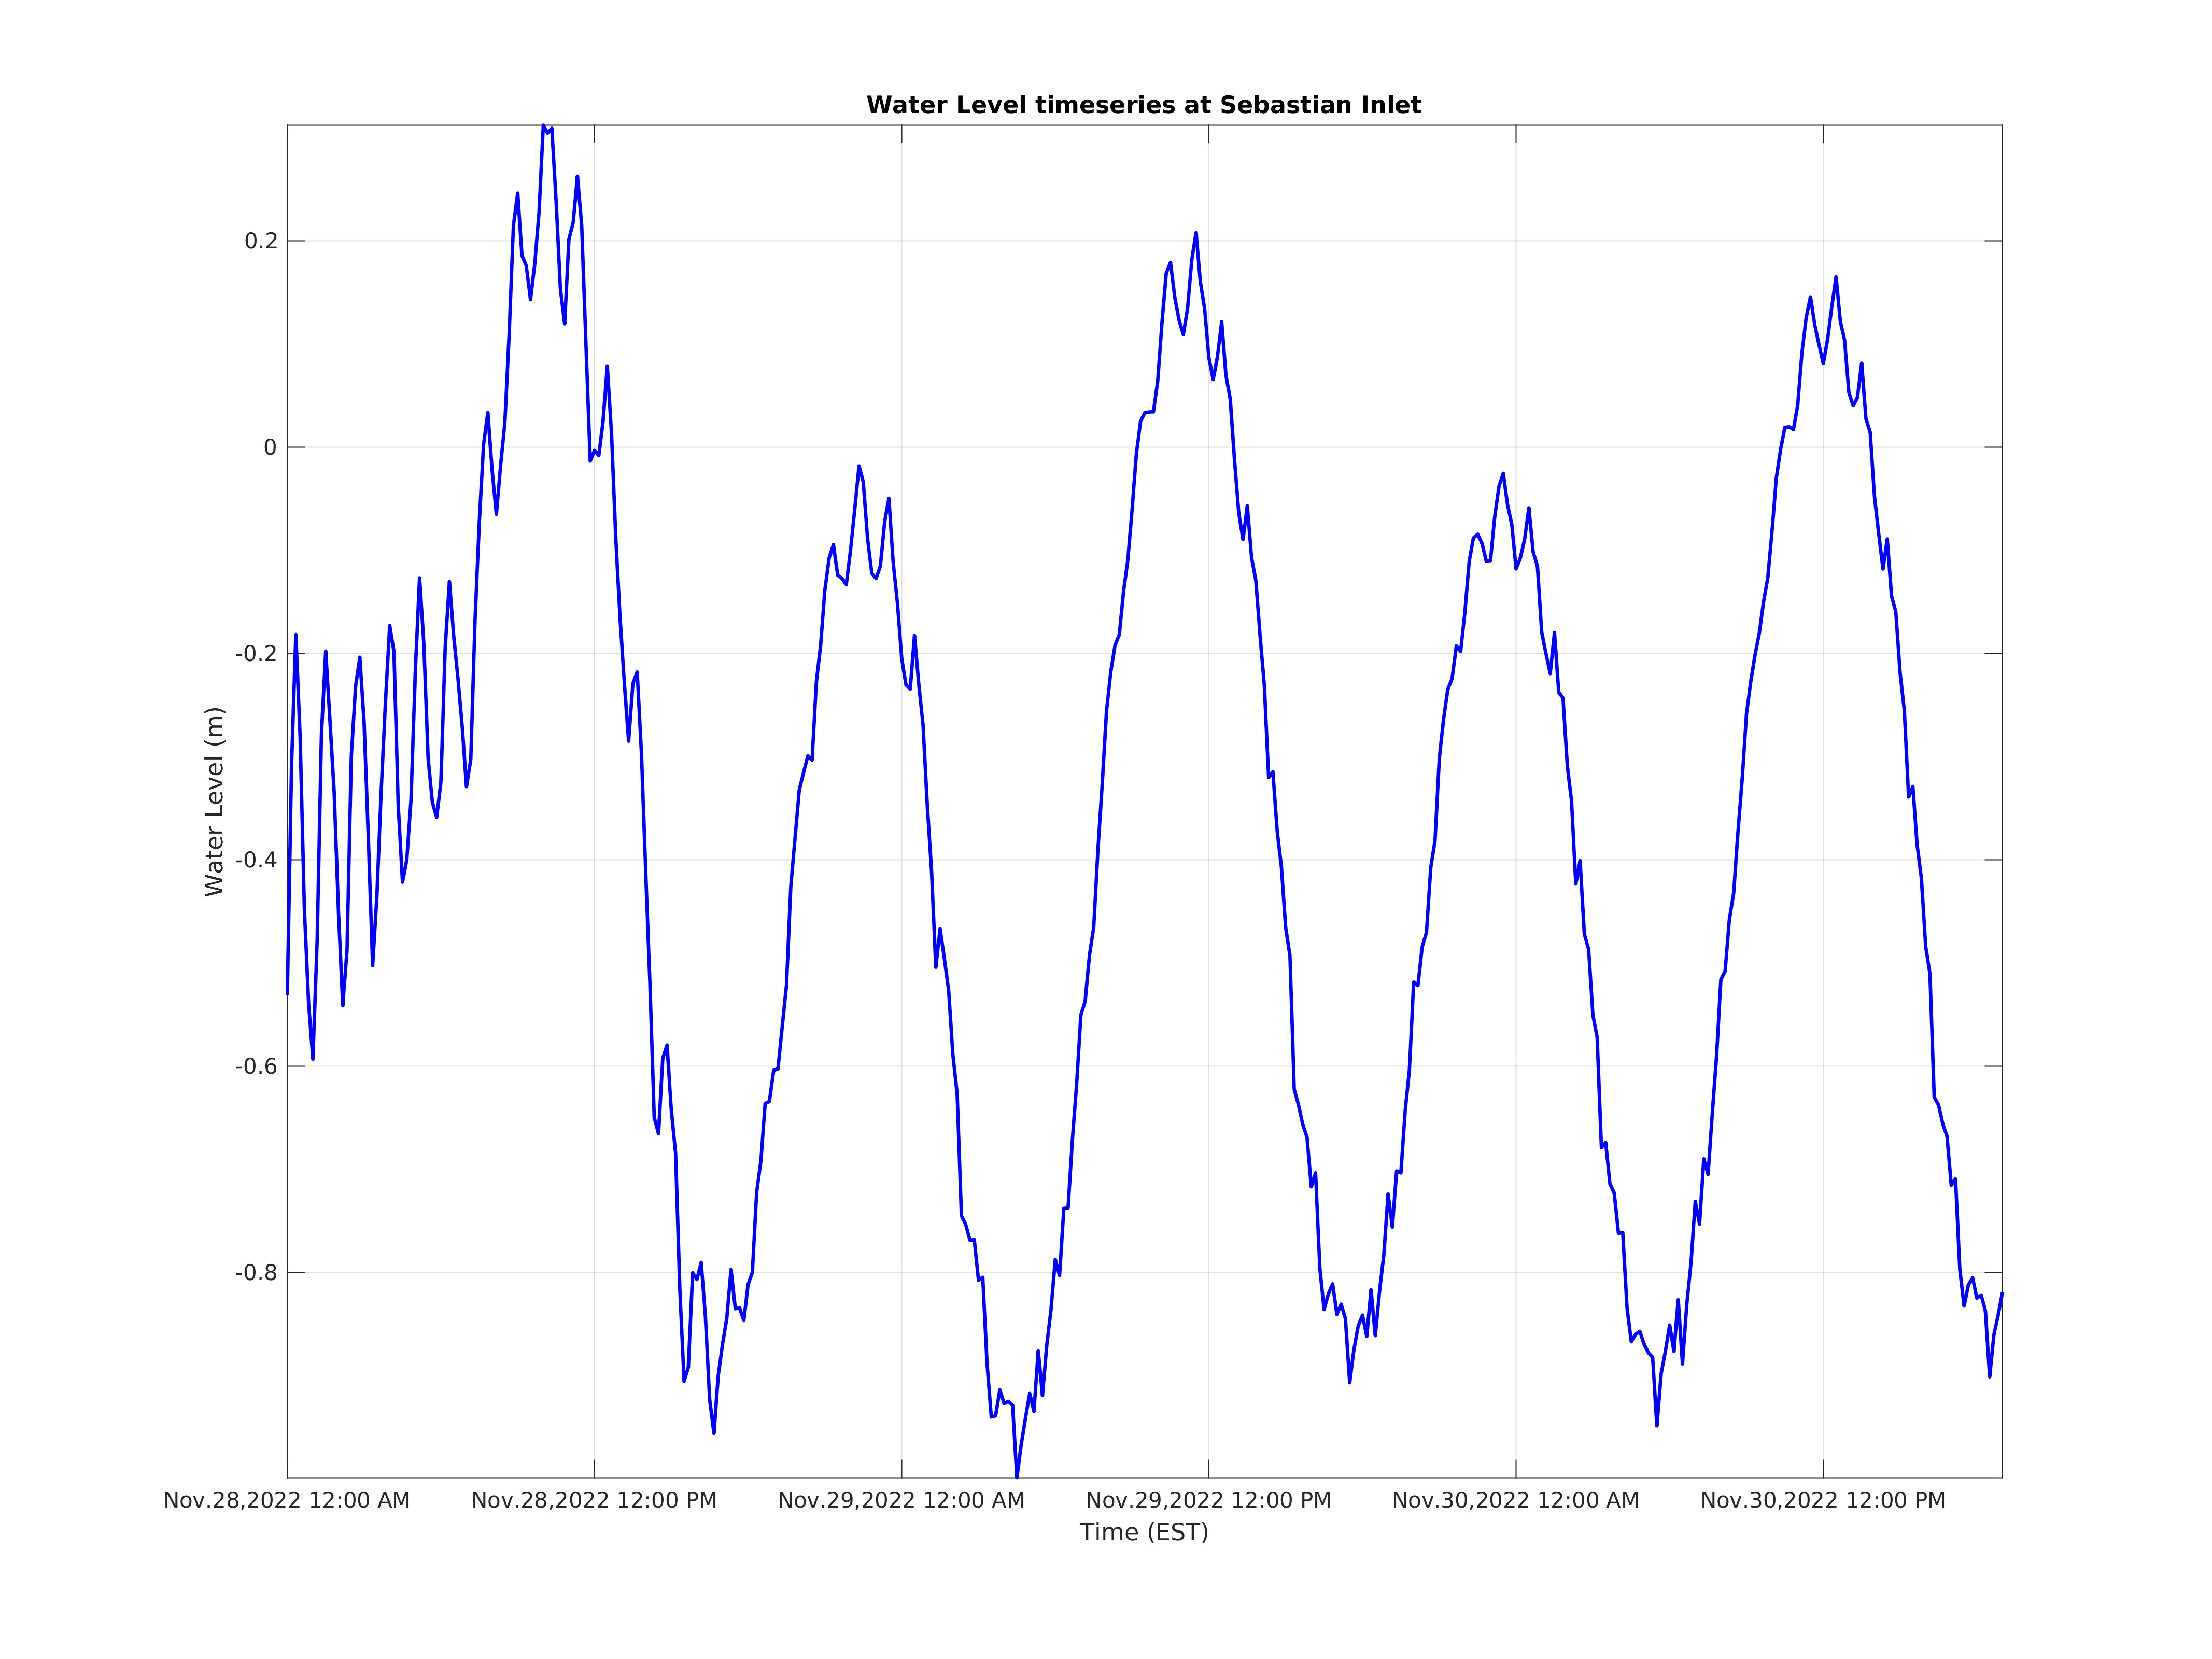 Water Level timeseries at Sebastian Inlet
0.2
0
-0.2
-0.4
-0.6
-0.8
Water Level (m)
Nov.28,2022 12:00 AM
Nov.28,2022 12:00 PM
Nov.29,2022 12:00 AM
Nov.29,2022 12:00 PM
Nov.30,2022 12:00 AM
Nov.30,2022 12:00 PM
Time (EST)